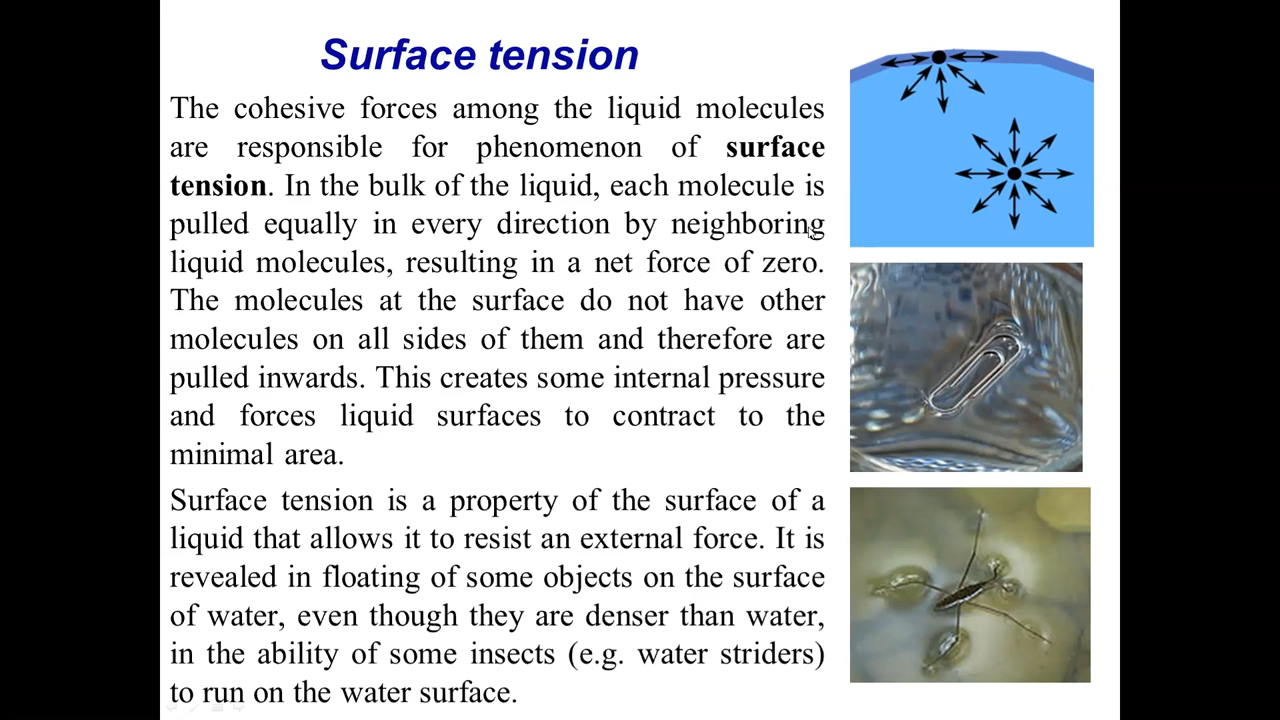 Surface tension
The cohesive forces among the liquid molecules
are responsible for phenomenon of surface
tension. In the bulk of the liquid, each molecule is
pulled equally in every direction by neighboring
liquid molecules, resulting in a net force of zero.
The molecules at the surface do not have other
molecules on all sides of them and therefore are
pulled inwards. This creates some internal pressure
and forces liquid surfaces to contract to the
minimal area.
Surface tension is a property of the surface of a
liquid that allows it to resist an external force. It is
revealed in floating of some objects on the surface
of water, even though they are denser than water,
in the ability of some insects (e.g. water striders)
to run on the water surface.